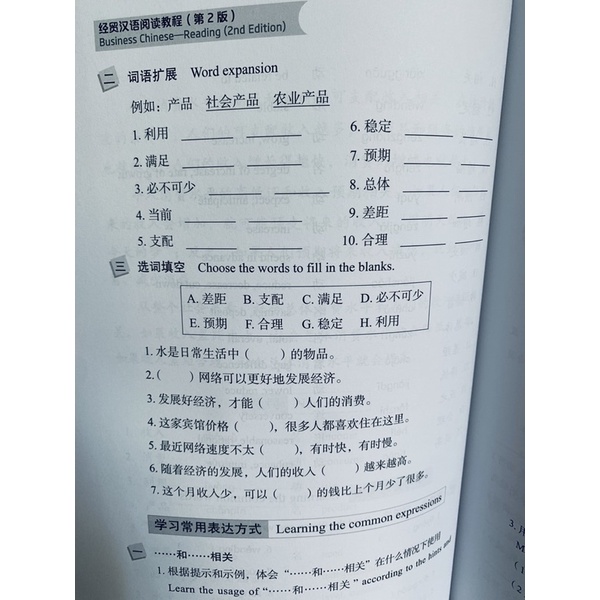 经贸汉语阅读教程（第2版）
Business Chinese—Reading (2nd Edition)
二 词语扩展 Word expansion
例如：产品 社会产品 农业产品
1. 利用
2. 满足
3. 必不可少
4. 当前
5. 支配
6. 稳定
7. 预期
8. 总体
9. 差距
10. 合理
三 选词填空 Choose the words to fill in the blanks.
A. 差距 B. 支配 C. 满足 D. 必不可少
E. 预期 F. 合理 G. 稳定 H. 利用
1. 水是日常生活中（ ）的物品。
2.（ ）网络可以更好地发展经济。
3. 发展好经济，才能（ ）人们的消费。
4. 这家宾馆价格（ ），很多人都喜欢住在这里。
5. 最近网络速度不太（ ），有时快，有时慢。
6. 随着经济的发展，人们的收入（ ）越来越高。
7. 这个月收入少，可以（ ）的钱比上个月少了很多。
学习常用表达方式 Learning the common expressions
一 ……和……相关
1. 根据提示和示例，体会“……和……相关”在什么情况下使用
Learn the usage of “……和……相关” according to the hints and